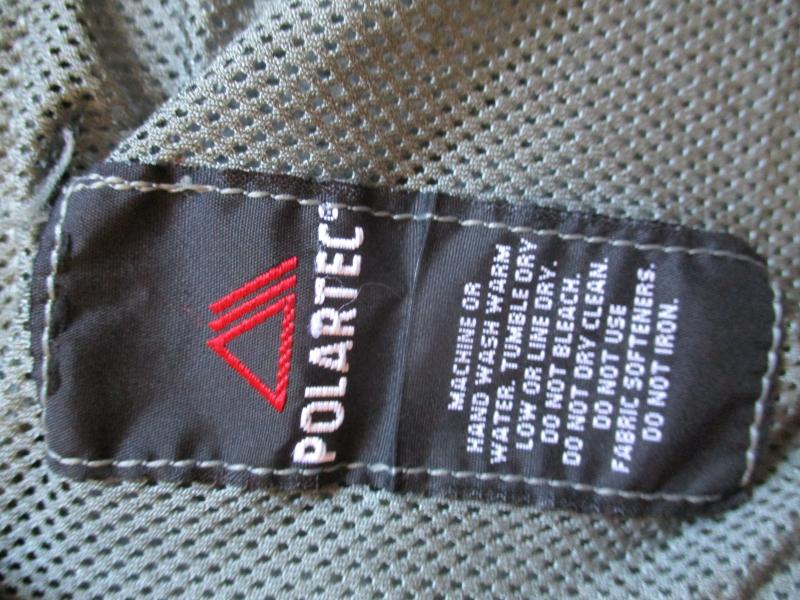 POLARTEC®
MACHINE OR
HAND WASH WARM
WATER. TUMBLE DRY
LOW OR LINE DRY.
DO NOT BLEACH.
DO NOT DRY CLEAN.
DO NOT USE
FABRIC SOFTENERS.
DO NOT IRON.